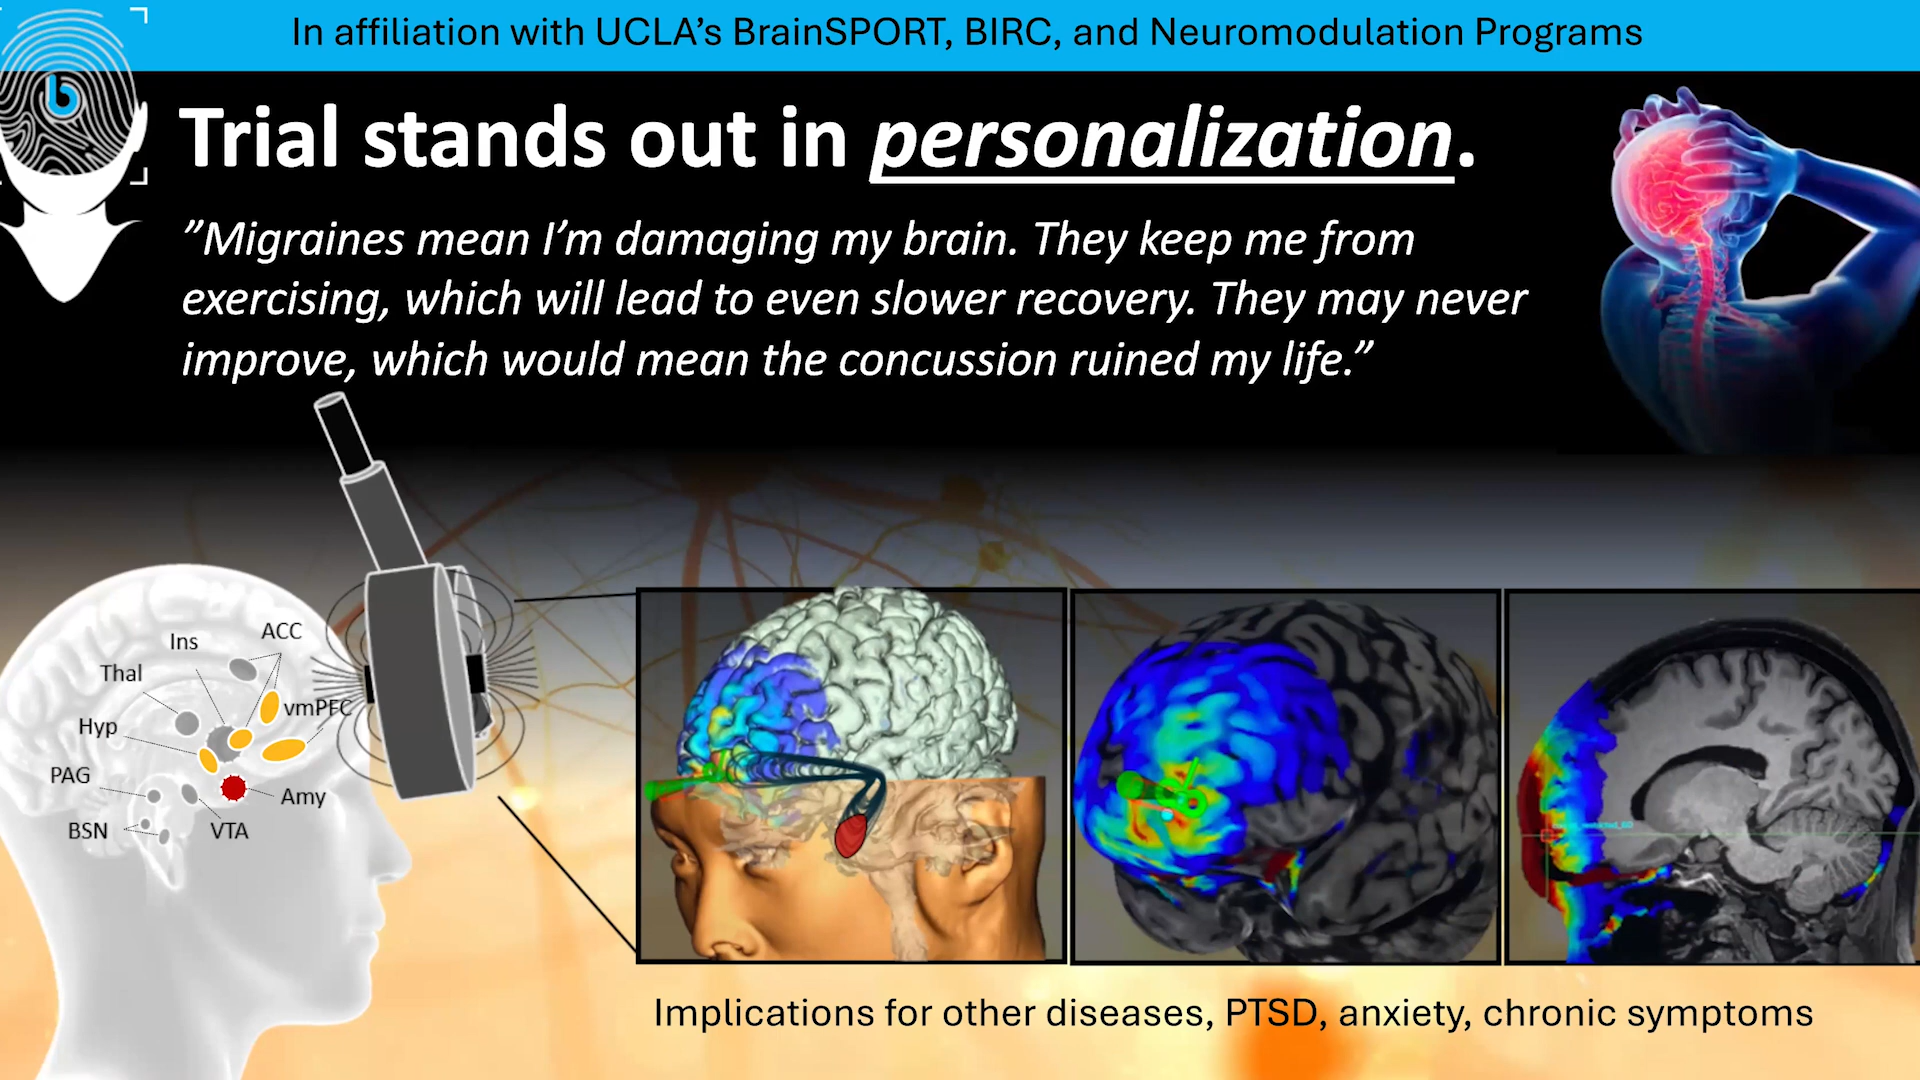 In affiliation with UCLA’s BrainSPORT, BIRC, and Neuromodulation Programs
b
Trial stands out in personalization.
”Migraines mean I’m damaging my brain. They keep me from
exercising, which will lead to even slower recovery. They may never
improve, which would mean the concussion ruined my life.”
ACC
Ins
Thal
vmPFC
Hyp
PAG
Amy
BSN
VTA
Implications for other diseases, PTSD, anxiety, chronic symptoms